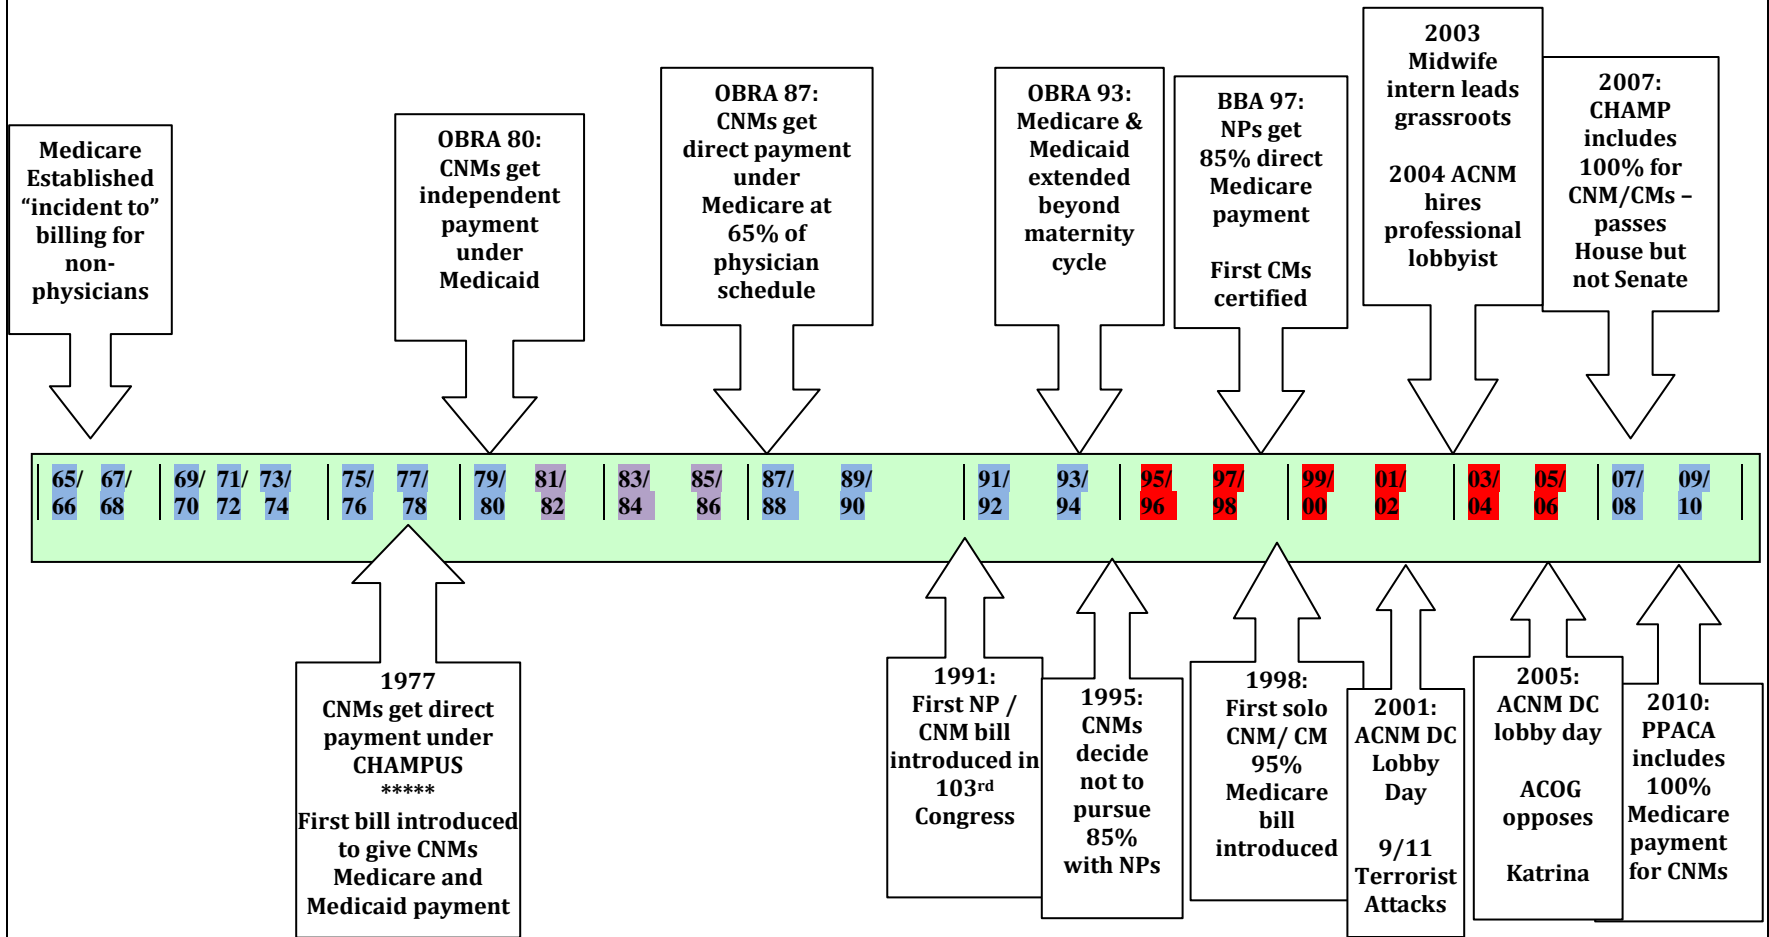 Medicare
Established
“incident to”
billing for
non-
physicians
OBRA 80:
CNMs get
independent
payment
under
Medicaid
OBRA 87:
CNMs get
direct payment
under
Medicare at
65% of
physician
schedule
OBRA 93:
Medicare &
Medicaid
extended
beyond
maternity
cycle
BBA 97:
NPs get
85% direct
Medicare
payment
First CMs
certified
2003
Midwife
intern leads
grassroots
2004 ACNM
hires
professional
lobbyist
2007:
CHAMP
includes
100% for
CNM/CMs –
passes
House but
not Senate
65/ 67/ 69/ 71/ 73/ 75/ 77/ 79/ 81/ 83/ 85/ 87/ 89/ 91/ 93/ 95/ 97/ 99/ 01/ 03/ 05/ 07/ 09/
66 68 70 72 74 76 78 80 82 84 86 88 90 92 94 96 98 00 02 04 06 08 10
1977
CNMs get direct
payment under
CHAMPUS
*****
First bill introduced
to give CNMs
Medicare and
Medicaid payment
1991:
First NP /
CNM bill
introduced in
103rd
Congress
1995:
CNMs
decide
not to
pursue
85%
with NPs
1998:
First solo
CNM/ CM
95%
Medicare
bill
introduced
2001:
ACNM DC
Lobby
Day
9/11
Terrorist
Attacks
2005:
ACNM DC
lobby day
ACOG
opposes
Katrina
2010:
PPACA
includes
100%
Medicare
payment
for CNMs